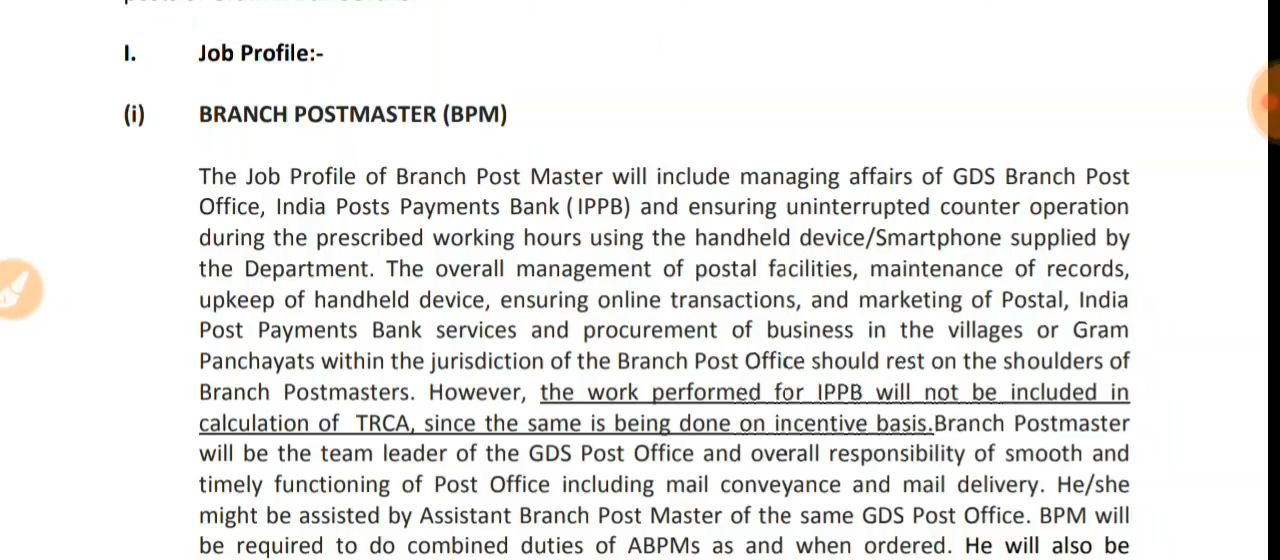 I. Job Profile:-
(i) BRANCH POSTMASTER (BPM)
The Job Profile of Branch Post Master will include managing affairs of GDS Branch Post
Office, India Posts Payments Bank ( IPPB) and ensuring uninterrupted counter operation
during the prescribed working hours using the handheld device/Smartphone supplied by
the Department. The overall management of postal facilities, maintenance of records,
upkeep of handheld device, ensuring online transactions, and marketing of Postal, India
Post Payments Bank services and procurement of business in the villages or Gram
Panchayats within the jurisdiction of the Branch Post Office should rest on the shoulders of
Branch Postmasters. However, the work performed for IPPB will not be included in
calculation of TRCA, since the same is being done on incentive basis.Branch Postmaster
will be the team leader of the GDS Post Office and overall responsibility of smooth and
timely functioning of Post Office including mail conveyance and mail delivery. He/she
might be assisted by Assistant Branch Post Master of the same GDS Post Office. BPM will
be required to do combined duties of ABPMs as and when ordered. He will also be